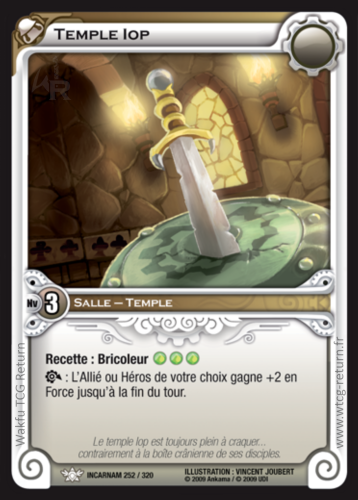 Temple Iop
R
Nv 3 Salle – Temple
Recette : Bricoleur
: L'Allié ou Héros de votre choix gagne +2 en
Force jusqu'à la fin du tour.
Le temple Iop est toujours plein à craquer...
contrairement à la boîte crânienne de ses disciples.
INCARNAM 252 / 320
ILLUSTRATION : VINCENT JOUBERT
© 2009 Ankama / © 2009 UDI
Wakfu TCG Return
www.wtcg-return.fr